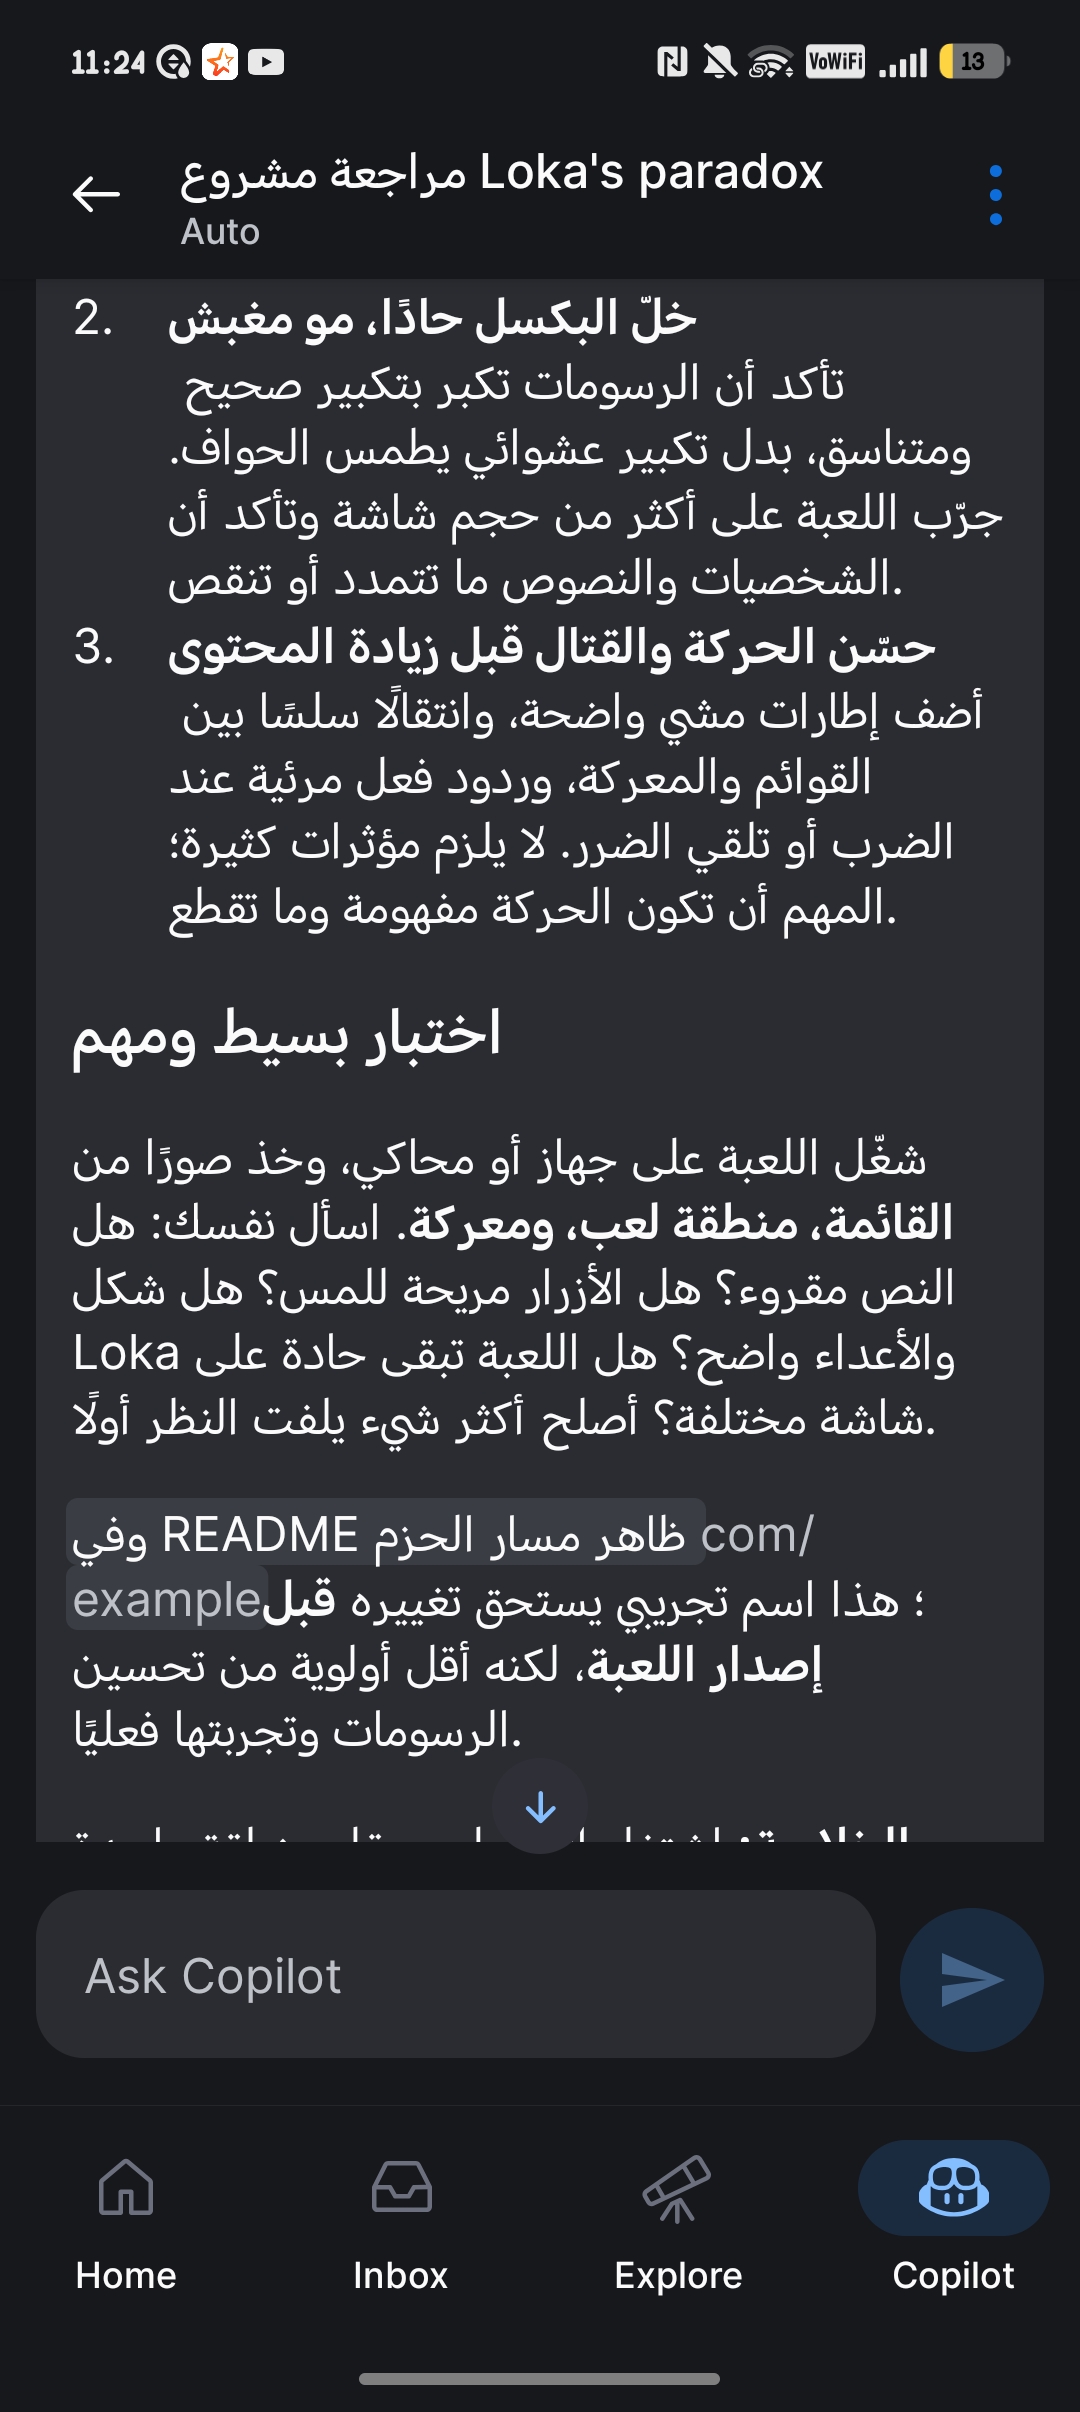 11:24
VoWiFi
13
مراجعة مشروع Loka's paradox
Auto
2. خلّ البكسل حادًا، مو مغبش
تأكد أن الرسومات تكبر بتكبير صحيح
ومتناسق، بدل تكبير عشوائي يطمس الحواف.
جرّب اللعبة على أكثر من حجم شاشة وتأكد أن
الشخصيات والنصوص ما تتمدد أو تنقص.
3. حسّن الحركة والقتال قبل زيادة المحتوى
أضف إطارات مشي واضحة، وانتقالًا سلسًا بين
القوائم والمعركة، وردود فعل مرئية عند
الضرب أو تلقي الضرر. لا يلزم مؤثرات كثيرة؛
المهم أن تكون الحركة مفهومة وما تقطع.
اختبار بسيط ومهم
شغّل اللعبة على جهاز أو محاكي، وخذ صورًا من
القائمة، منطقة لعب، ومعركة. اسأل نفسك: هل
النص مقروء؟ هل الأزرار مريحة للمس؟ هل شكل
Loka والأعداء واضح؟ هل اللعبة تبقى حادة على
شاشة مختلفة؟ أصلح أكثر شيء يلفت النظر أولًا.
وفي README ظاهر مسار الحزم com/
example؛ هذا اسم تجريبي يستحق تغييره قبل
إصدار اللعبة، لكنه أقل أولوية من تحسين
الرسومات وتجربتها فعليًا.
Ask Copilot
Home
Inbox
Explore
Copilot